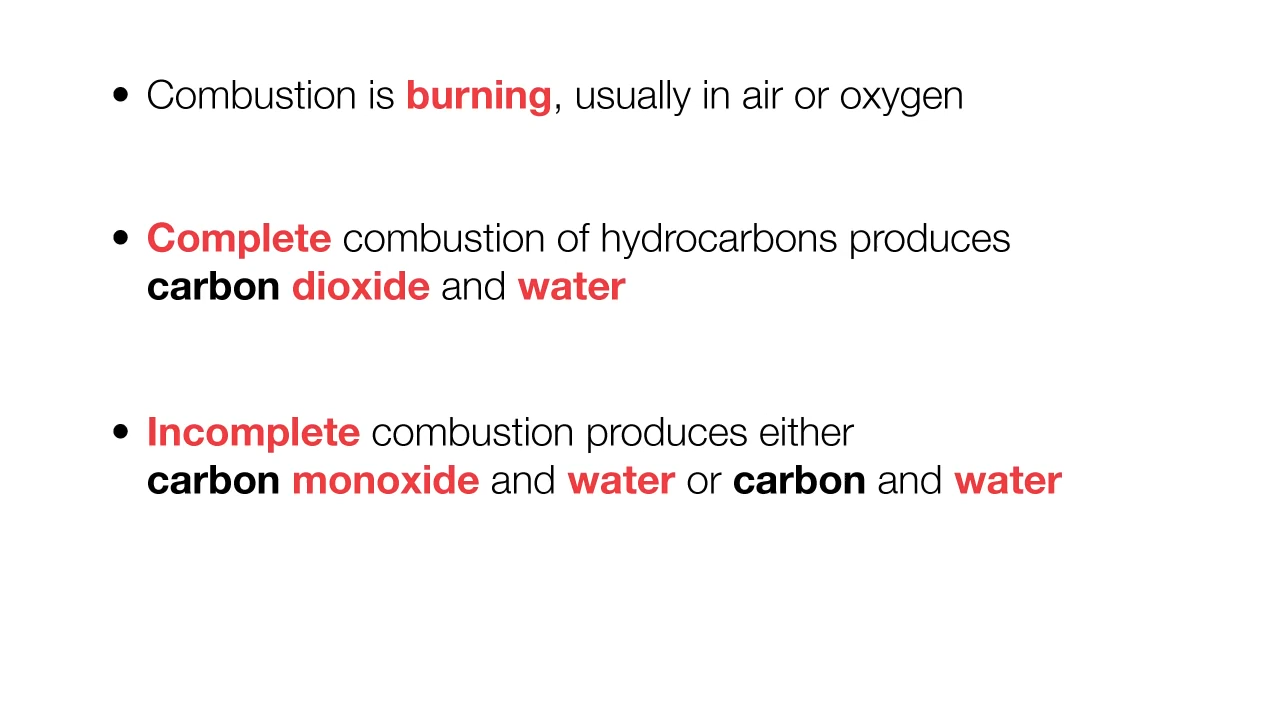 • Combustion is burning, usually in air or oxygen
• Complete combustion of hydrocarbons produces
carbon dioxide and water
• Incomplete combustion produces either
carbon monoxide and water or carbon and water